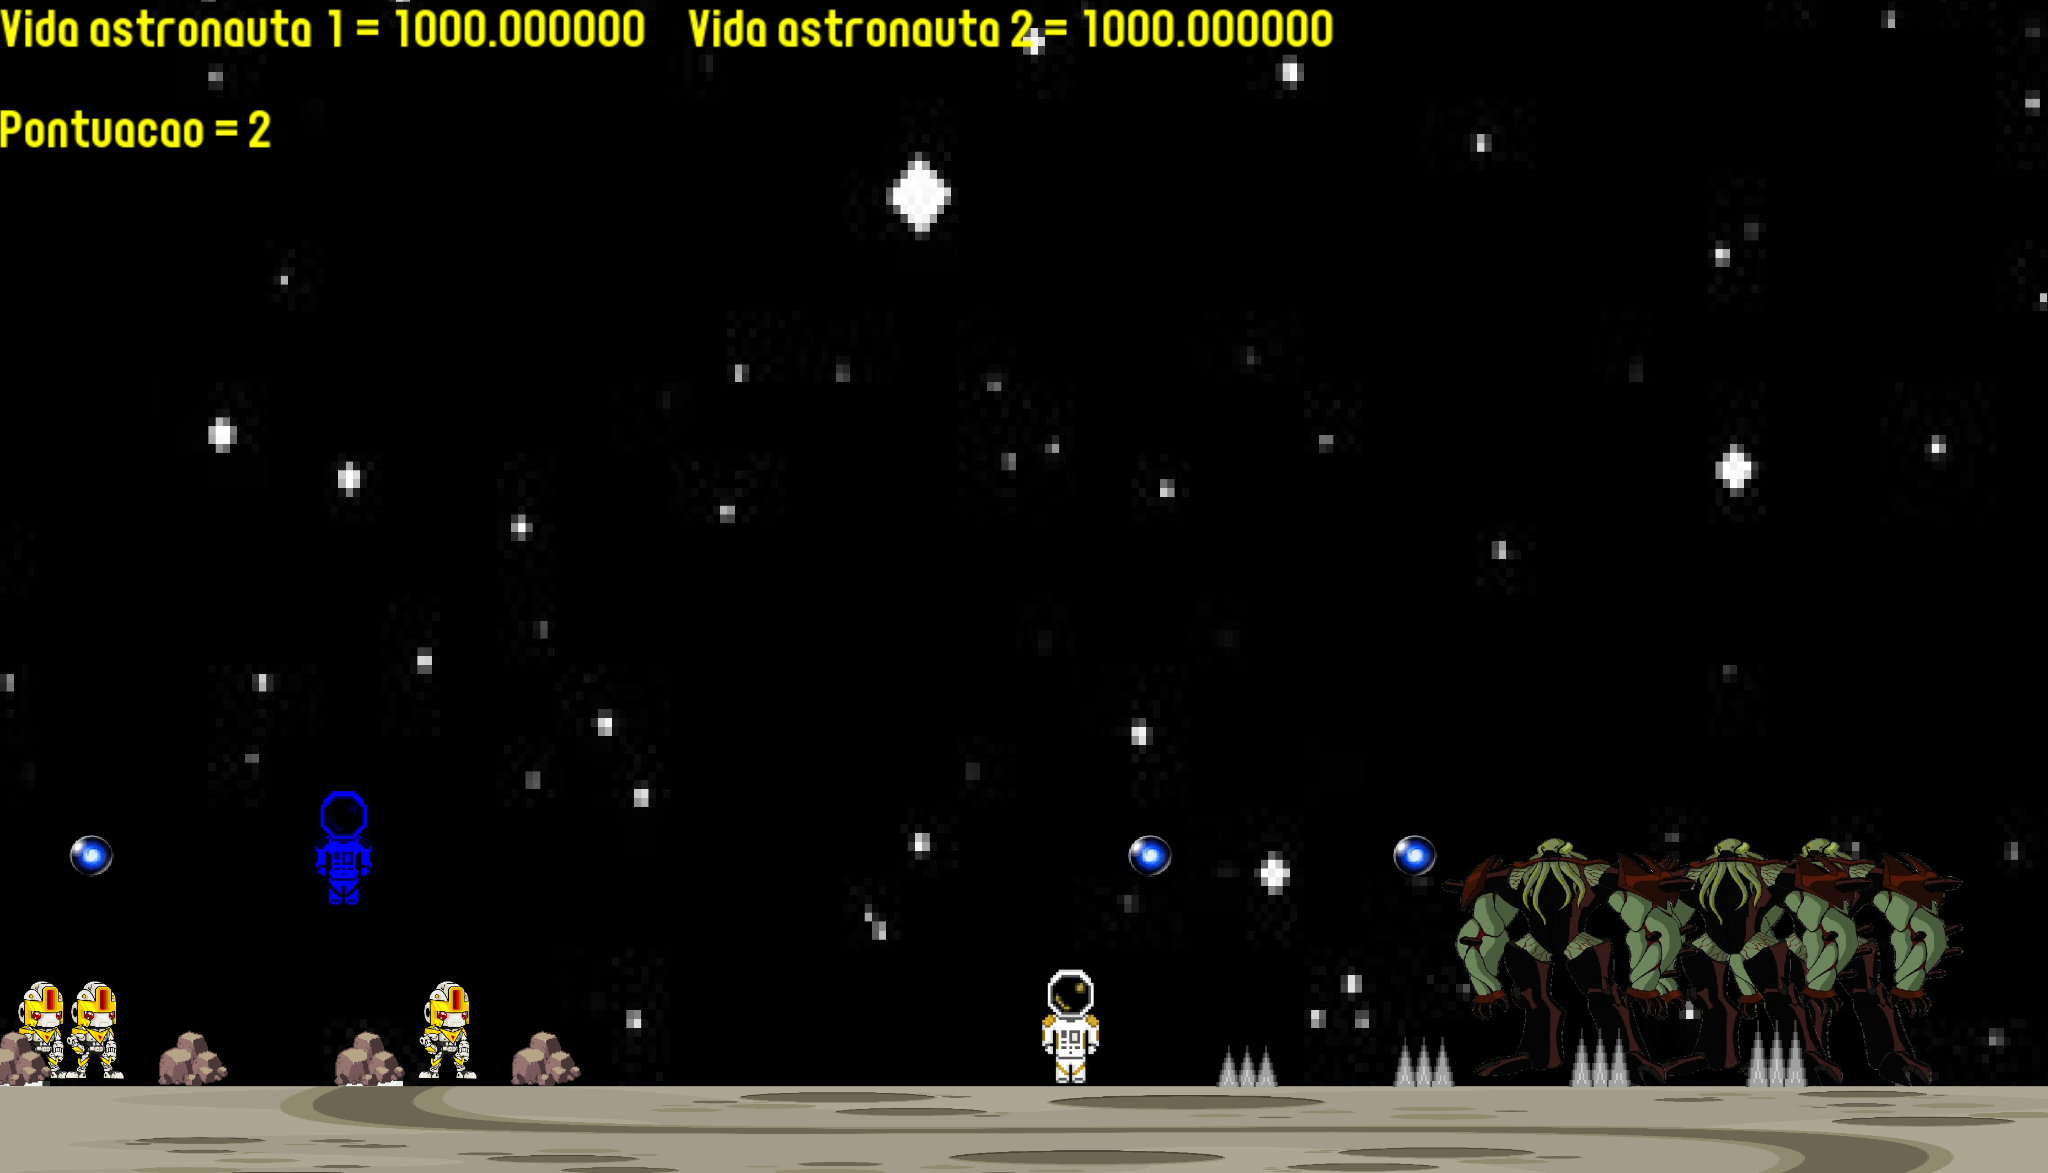 Vida astronauta 1 = 1000.000000 Vida astronauta 2 = 1000.000000
Pontuacao = 2